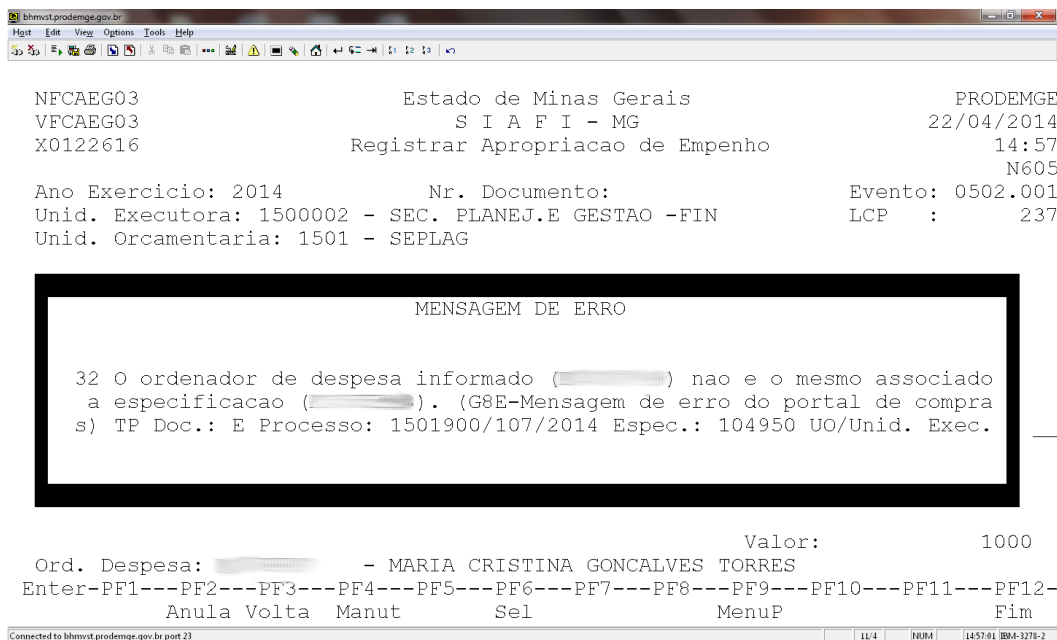 bhmvst.prodemge.gov.br
Host Edit View Options Tools Help
NFCAEG03 Estado de Minas Gerais PRODEMGE
VFCAEG03 S I A F I - MG 22/04/2014
X0122616 Registrar Apropriacao de Empenho 14:57
N605
Ano Exercicio: 2014 Nr. Documento: Evento: 0502.001
Unid. Executora: 1500002 - SEC. PLANEJ.E GESTAO -FIN LCP : 237
Unid. Orcamentaria: 1501 - SEPLAG
MENSAGEM DE ERRO
32 O ordenador de despesa informado ( ) nao e o mesmo associado
a especificacao ( ). (G8E-Mensagem de erro do portal de compra
s) TP Doc.: E Processo: 1501900/107/2014 Espec.: 104950 UO/Unid. Exec.
Valor: 1000
Ord. Despesa: - MARIA CRISTINA GONCALVES TORRES
Enter-PF1---PF2---PF3---PF4---PF5---PF6---PF7---PF8---PF9---PF10---PF11---PF12-
Anula Volta Manut Sel MenuP Fim
Connected to bhmvst.prodemge.gov.br port 23 11/4 NUM 14:57:01 IBM-3278-2